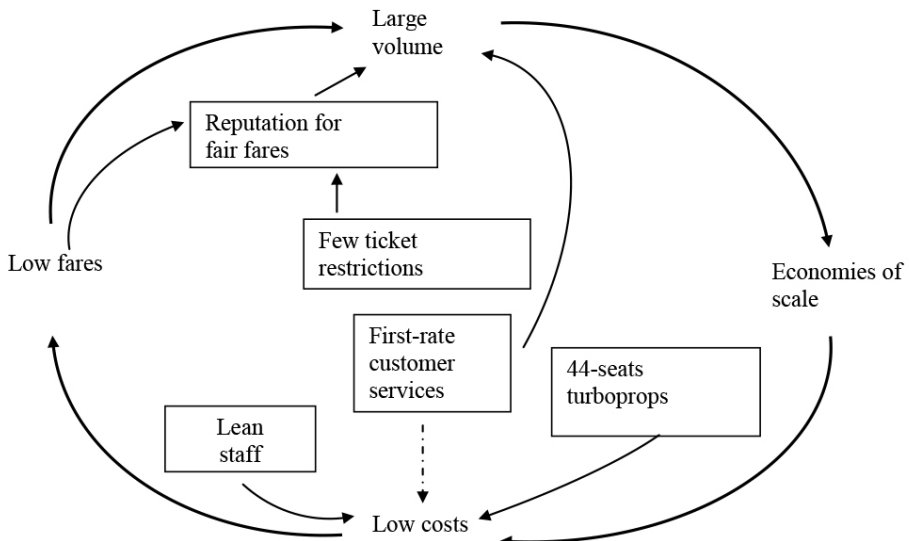 Large
volume
Reputation for
fair fares
Few ticket
restrictions
Low fares
Economies of
scale
First-rate
customer
services
44-seats
turboprops
Lean
staff
Low costs